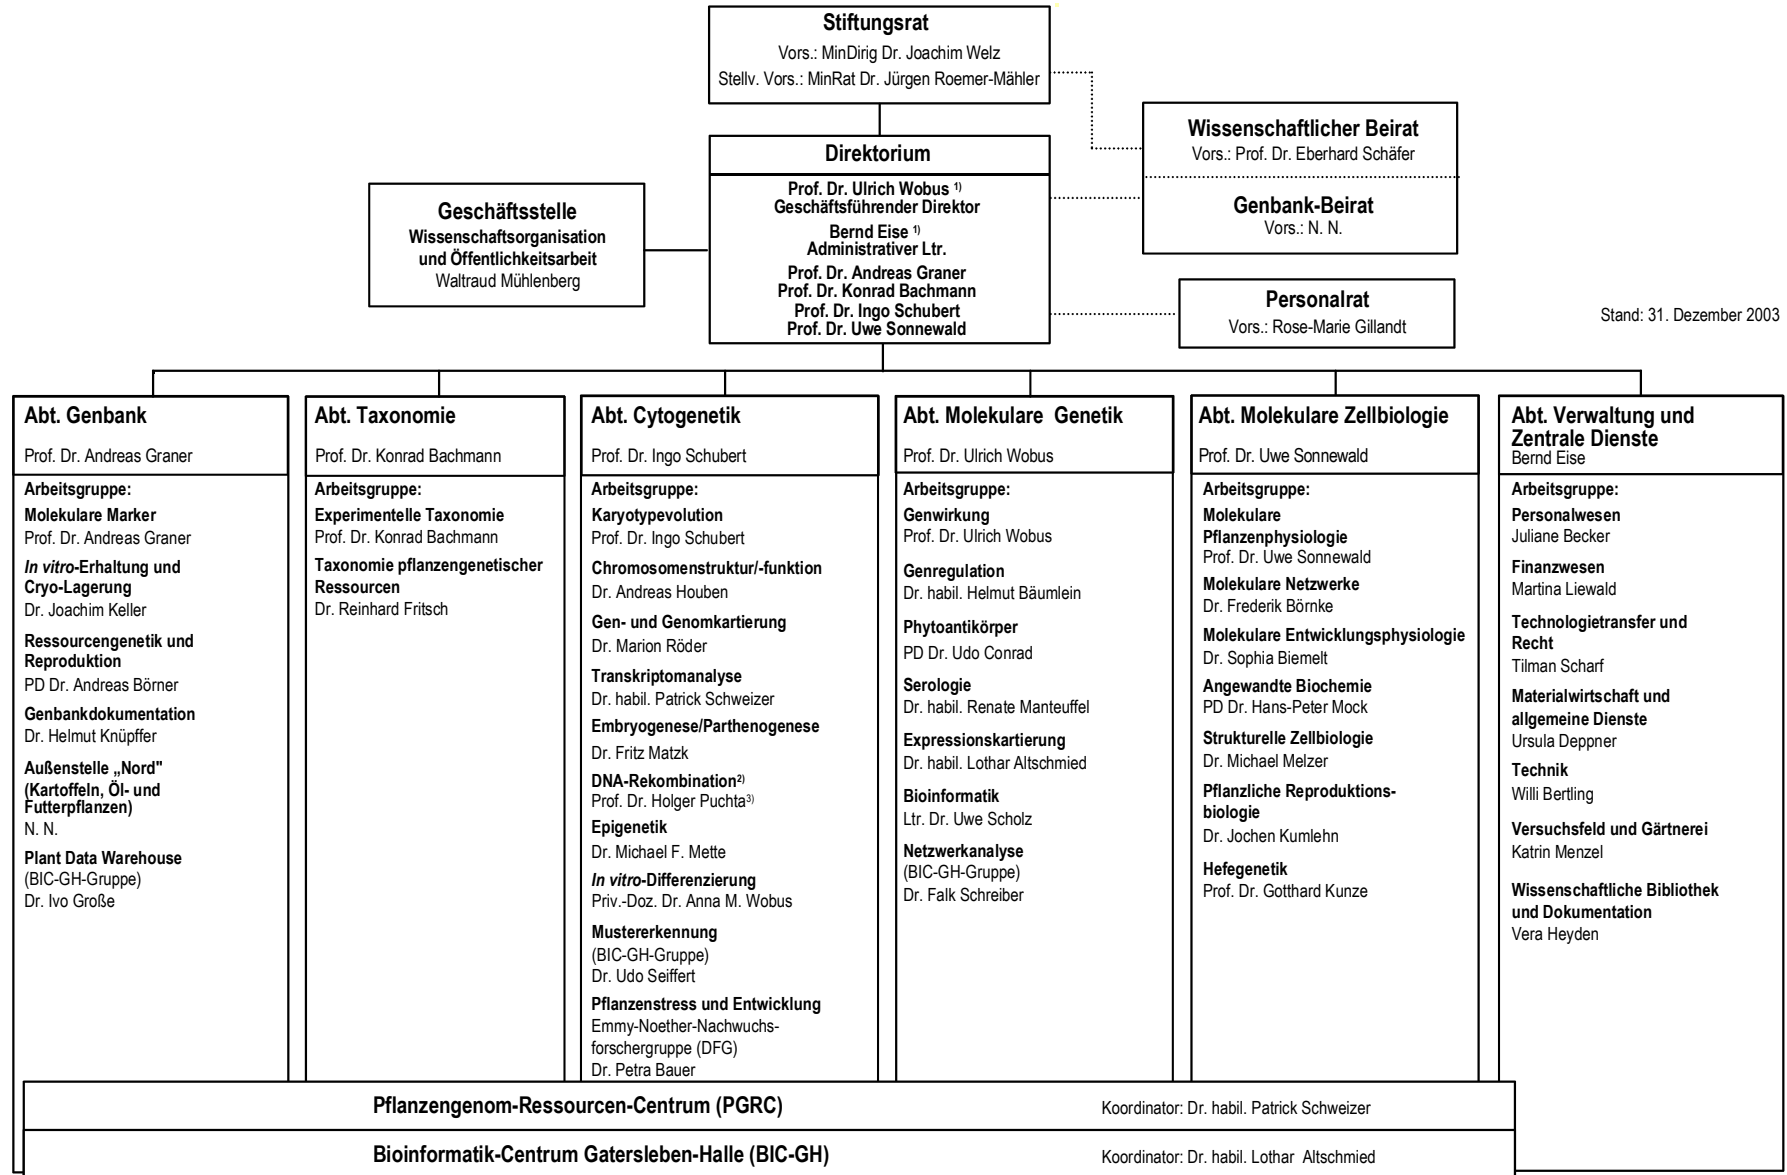 Stiftungsrat
Vors.: MinDirig Dr. Joachim Welz
Stellv. Vors.: MinRat Dr. Jürgen Roemer-Mähler
Wissenschaftlicher Beirat
Vors.: Prof. Dr. Eberhard Schäfer
Genbank-Beirat
Vors.: N. N.
Direktorium
Prof. Dr. Ulrich Wobus 1)
Geschäftsführender Direktor
Bernd Eise 1)
Administrativer Ltr.
Prof. Dr. Andreas Graner
Prof. Dr. Konrad Bachmann
Prof. Dr. Ingo Schubert
Prof. Dr. Uwe Sonnewald
Geschäftsstelle
Wissenschaftsorganisation
und Öffentlichkeitsarbeit
Waltraud Mühlenberg
Personalrat
Vors.: Rose-Marie Gillandt
Stand: 31. Dezember 2003
Abt. Genbank
Prof. Dr. Andreas Graner
Arbeitsgruppe:
Molekulare Marker
Prof. Dr. Andreas Graner
In vitro-Erhaltung und
Cryo-Lagerung
Dr. Joachim Keller
Ressourcengenetik und
Reproduktion
PD Dr. Andreas Börner
Genbankdokumentation
Dr. Helmut Knüpffer
Außenstelle „Nord"
(Kartoffeln, Öl- und
Futterpflanzen)
N. N.
Plant Data Warehouse
(BIC-GH-Gruppe)
Dr. Ivo Große
Abt. Taxonomie
Prof. Dr. Konrad Bachmann
Arbeitsgruppe:
Experimentelle Taxonomie
Prof. Dr. Konrad Bachmann
Taxonomie pflanzengenetischer
Ressourcen
Dr. Reinhard Fritsch
Abt. Cytogenetik
Prof. Dr. Ingo Schubert
Arbeitsgruppe:
Karyotypevolution
Prof. Dr. Ingo Schubert
Chromosomenstruktur/-funktion
Dr. Andreas Houben
Gen- und Genomkartierung
Dr. Marion Röder
Transkriptomanalyse
Dr. habil. Patrick Schweizer
Embryogenese/Parthenogenese
Dr. Fritz Matzk
DNA-Rekombination2)
Prof. Dr. Holger Puchta3)
Epigenetik
Dr. Michael F. Mette
In vitro-Differenzierung
Priv.-Doz. Dr. Anna M. Wobus
Mustererkennung
(BIC-GH-Gruppe)
Dr. Udo Seiffert
Pflanzenstress und Entwicklung
Emmy-Noether-Nachwuchs-
forschergruppe (DFG)
Dr. Petra Bauer
Abt. Molekulare Genetik
Prof. Dr. Ulrich Wobus
Arbeitsgruppe:
Genwirkung
Prof. Dr. Ulrich Wobus
Genregulation
Dr. habil. Helmut Bäumlein
Phytoantikörper
PD Dr. Udo Conrad
Serologie
Dr. habil. Renate Manteuffel
Expressionskartierung
Dr. habil. Lothar Altschmied
Bioinformatik
Ltr. Dr. Uwe Scholz
Netzwerkanalyse
(BIC-GH-Gruppe)
Dr. Falk Schreiber
Abt. Molekulare Zellbiologie
Prof. Dr. Uwe Sonnewald
Arbeitsgruppe:
Molekulare
Pflanzenphysiologie
Prof. Dr. Uwe Sonnewald
Molekulare Netzwerke
Dr. Frederik Börnke
Molekulare Entwicklungsphysiologie
Dr. Sophia Biemelt
Angewandte Biochemie
PD Dr. Hans-Peter Mock
Strukturelle Zellbiologie
Dr. Michael Melzer
Pflanzliche Reproduktions-
biologie
Dr. Jochen Kumlehn
Hefegenetik
Prof. Dr. Gotthard Kunze
Abt. Verwaltung und
Zentrale Dienste
Bernd Eise
Arbeitsgruppe:
Personalwesen
Juliane Becker
Finanzwesen
Martina Liewald
Technologietransfer und
Recht
Tilman Scharf
Materialwirtschaft und
allgemeine Dienste
Ursula Deppner
Technik
Willi Bertling
Versuchsfeld und Gärtnerei
Katrin Menzel
Wissenschaftliche Bibliothek
und Dokumentation
Vera Heyden
Pflanzengenom-Ressourcen-Centrum (PGRC) Koordinator: Dr. habil. Patrick Schweizer
Bioinformatik-Centrum Gatersleben-Halle (BIC-GH) Koordinator: Dr. habil. Lothar Altschmied